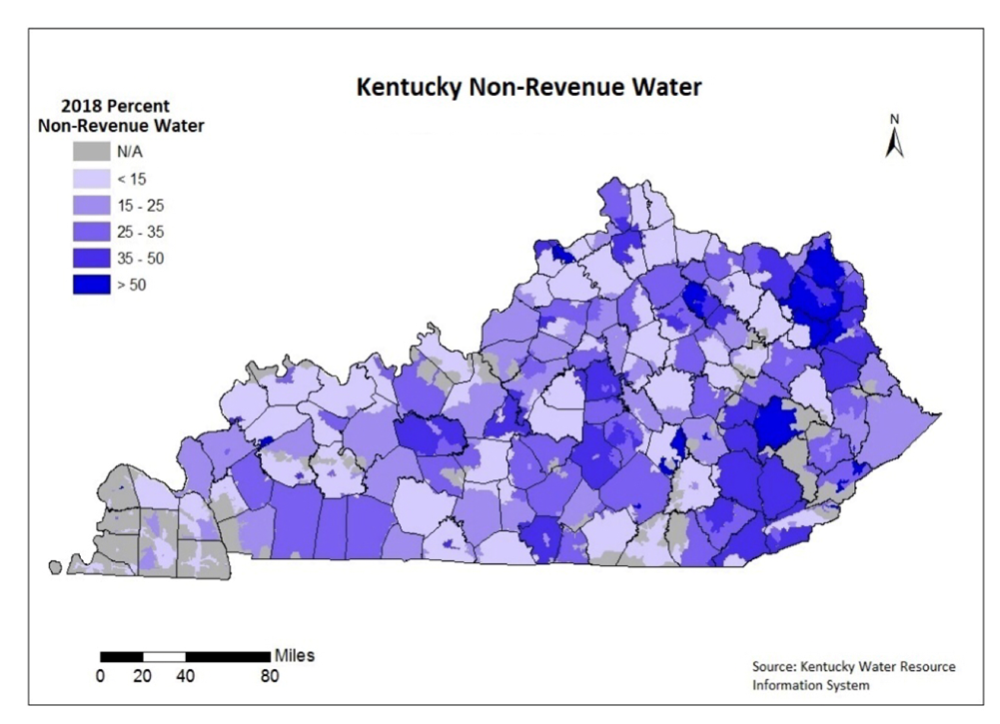 Kentucky Non-Revenue Water
2018 Percent
Non-Revenue Water
N/A
< 15
15 - 25
25 - 35
35 - 50
> 50
N
Miles
0 20 40 80
Source: Kentucky Water Resource
Information System